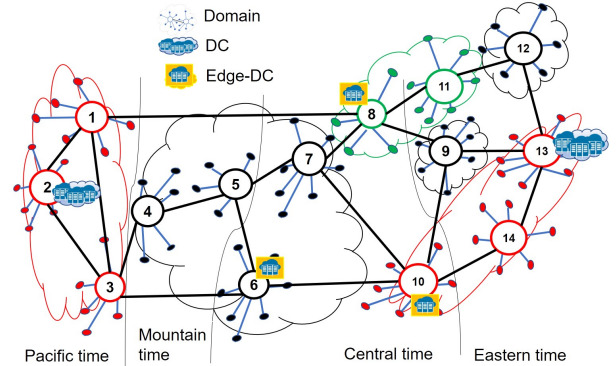 Domain
DC
Edge-DC
12
11
8
1
9
13
7
2
5
4
14
3
6
10
Mountain
time
Pacific time
Central time
Eastern time